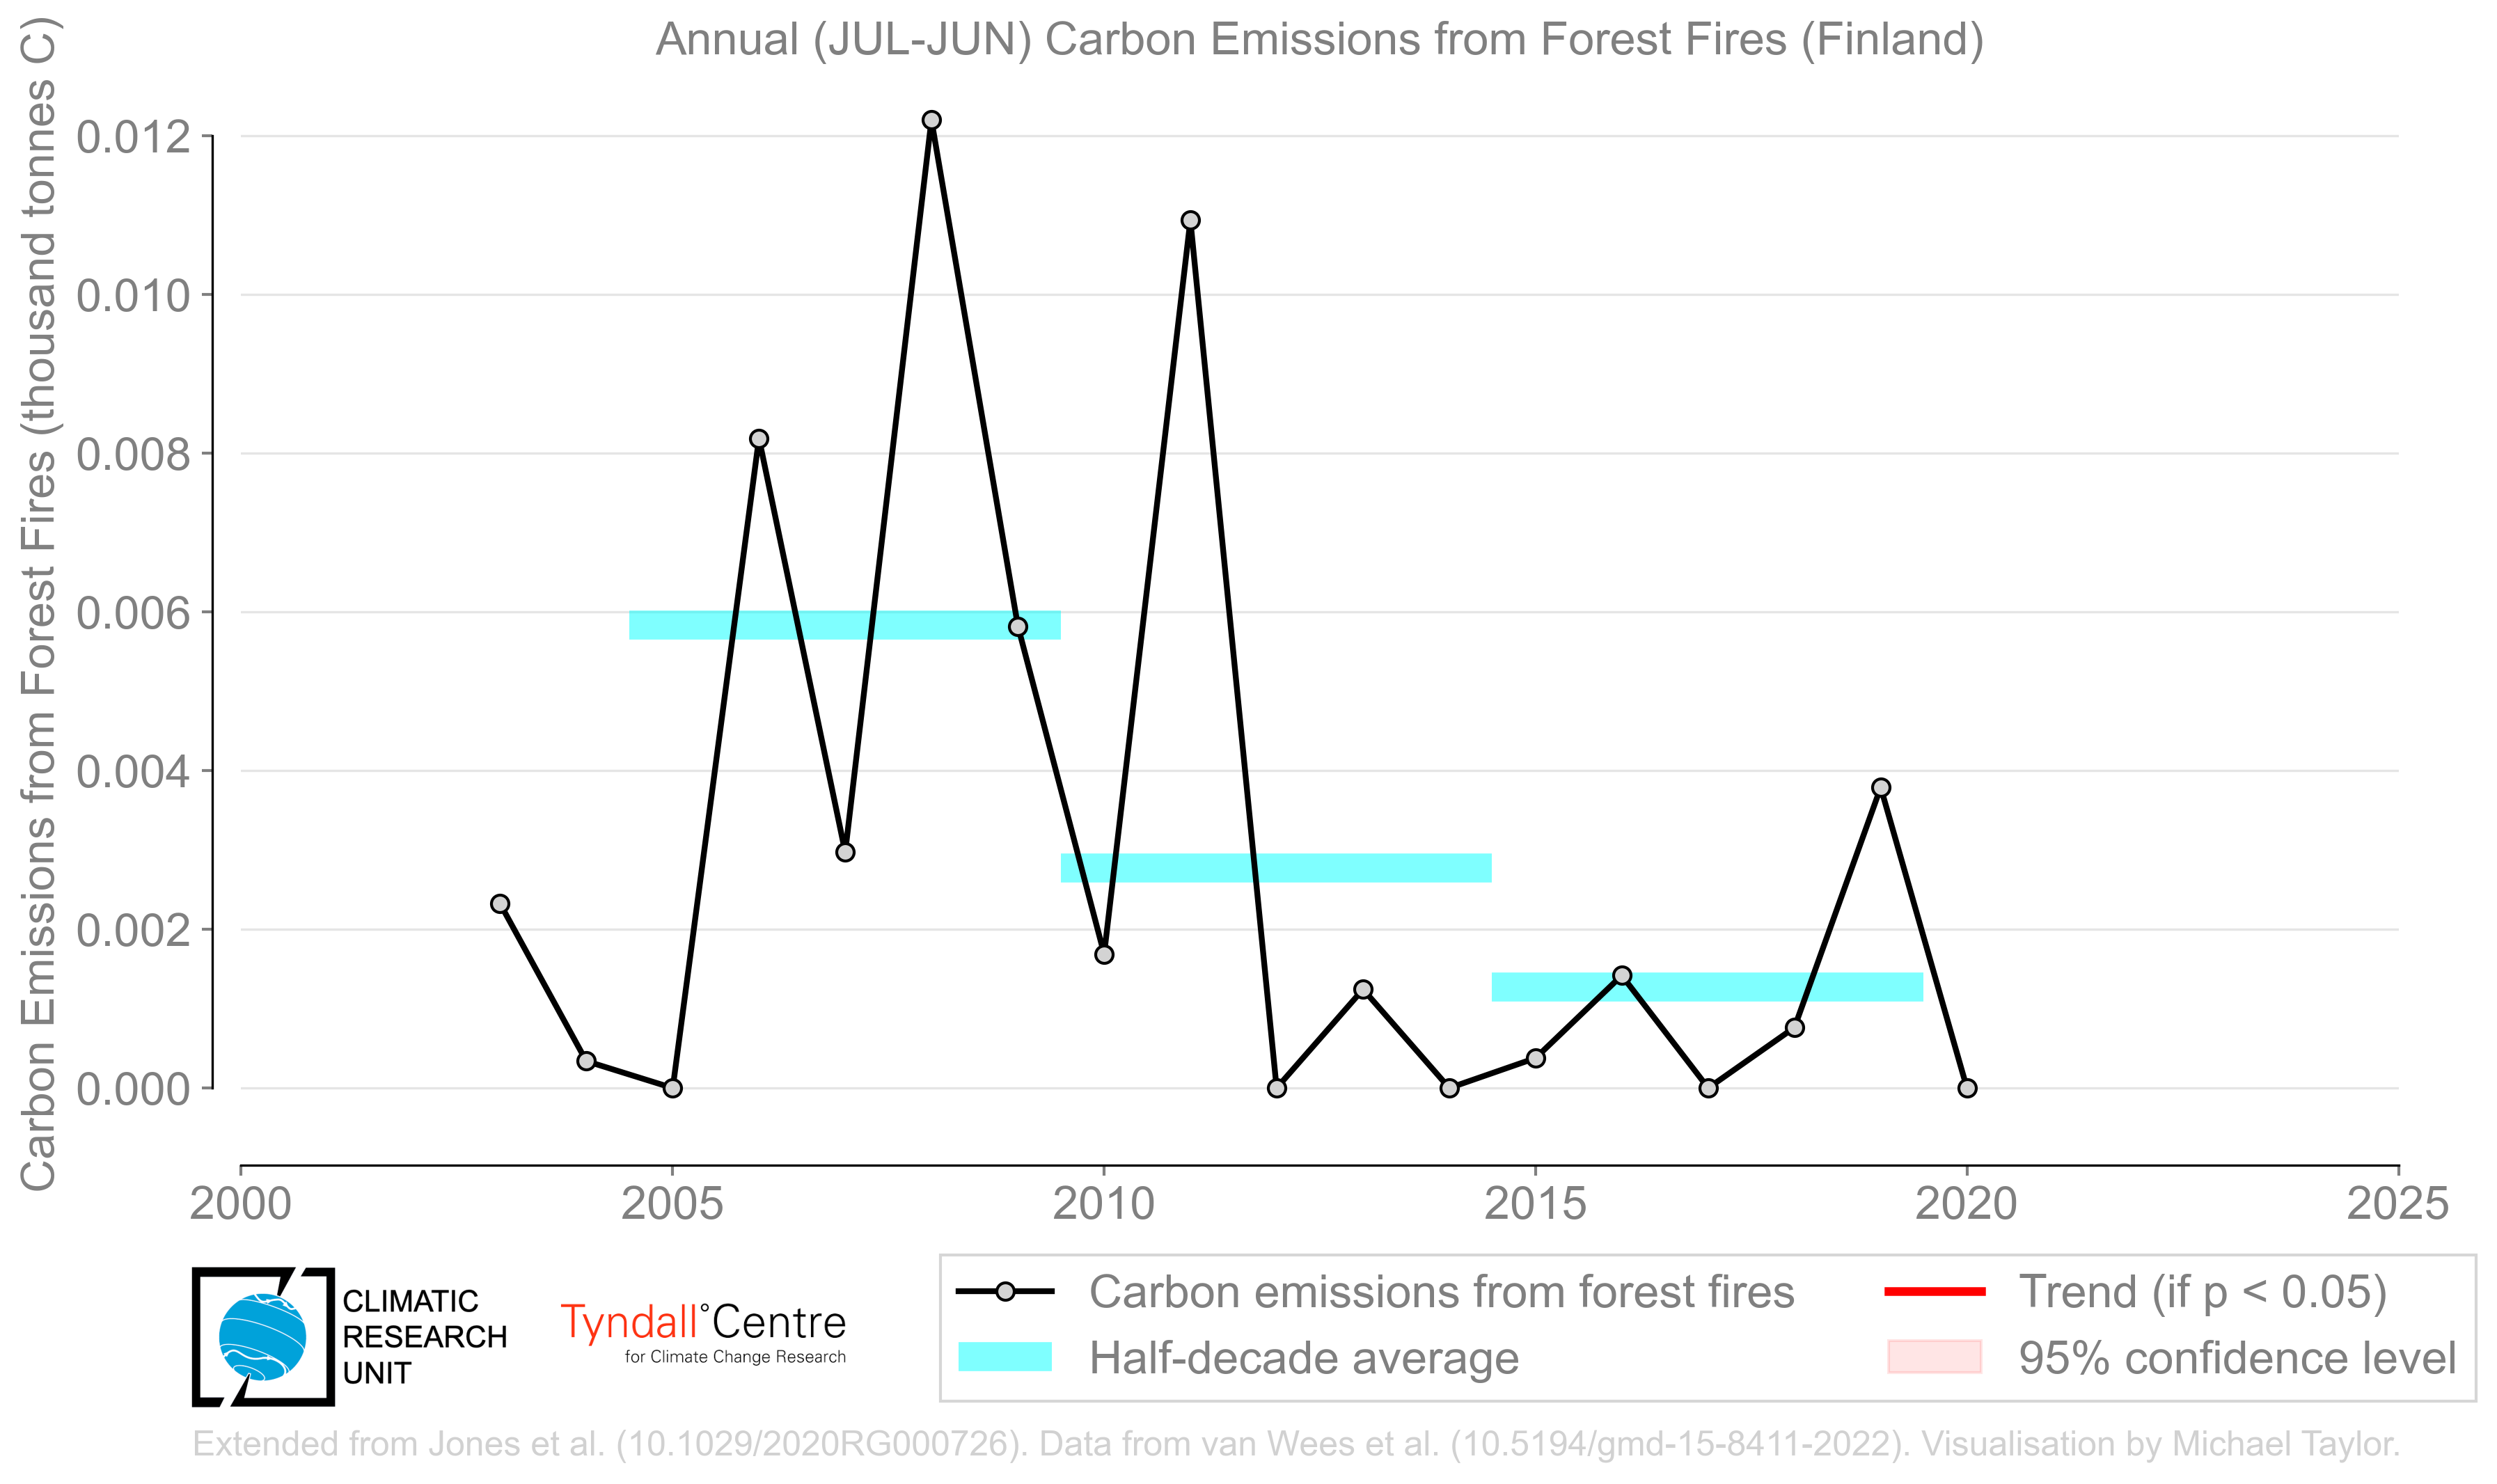 Annual (JUL-JUN) Carbon Emissions from Forest Fires (Finland)
Carbon Emissions from Forest Fires (thousand tonnes C)
0.012
0.010
0.008
0.006
0.004
0.002
0.000
2000 2005 2010 2015 2020 2025
CLIMATIC
RESEARCH
UNIT
Tyndall°Centre
for Climate Change Research
Carbon emissions from forest fires
Half-decade average
Trend (if p < 0.05)
95% confidence level
Extended from Jones et al. (10.1029/2020RG000726). Data from van Wees et al. (10.5194/gmd-15-8411-2022). Visualisation by Michael Taylor.